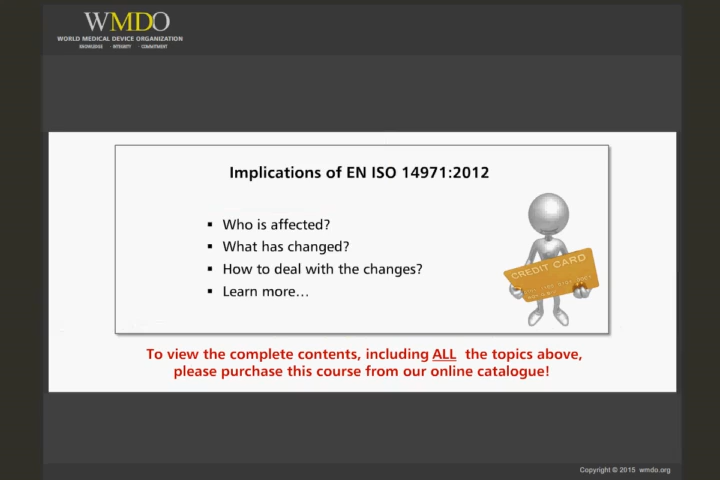 WMDO
WORLD MEDICAL DEVICE ORGANIZATION
KNOWLEDGE · INTEGRITY · COMMITMENT
Implications of EN ISO 14971:2012
▪ Who is affected?
▪ What has changed?
▪ How to deal with the changes?
▪ Learn more...
CREDIT CARD
To view the complete contents, including ALL the topics above,
please purchase this course from our online catalogue!
Copyright © 2015 wmdo.org